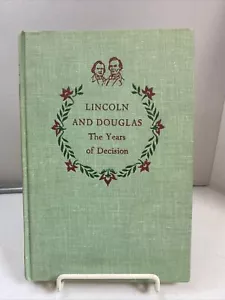 LINCOLN
AND DOUGLAS
The Years
of Decision